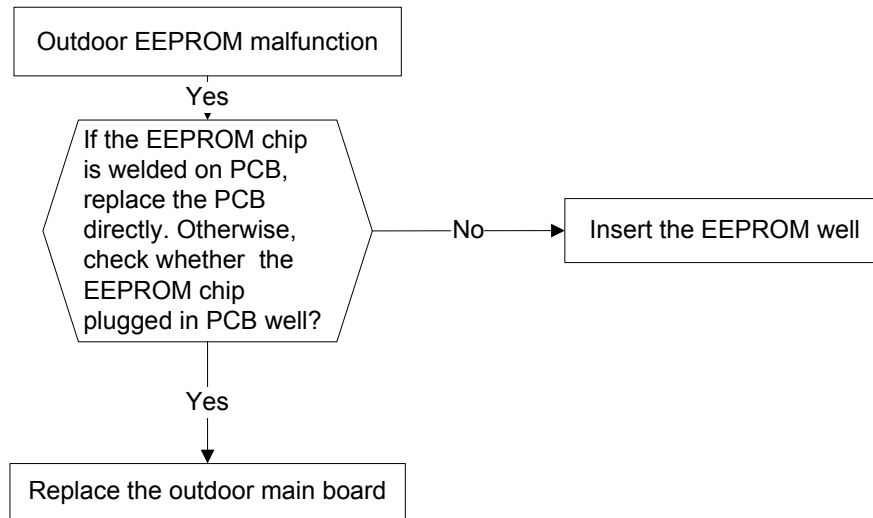 Outdoor EEPROM malfunction
Yes
If the EEPROM chip
is welded on PCB,
replace the PCB
directly. Otherwise,
check whether  the
EEPROM chip
plugged in PCB well?
No
Insert the EEPROM well
Yes
Replace the outdoor main board